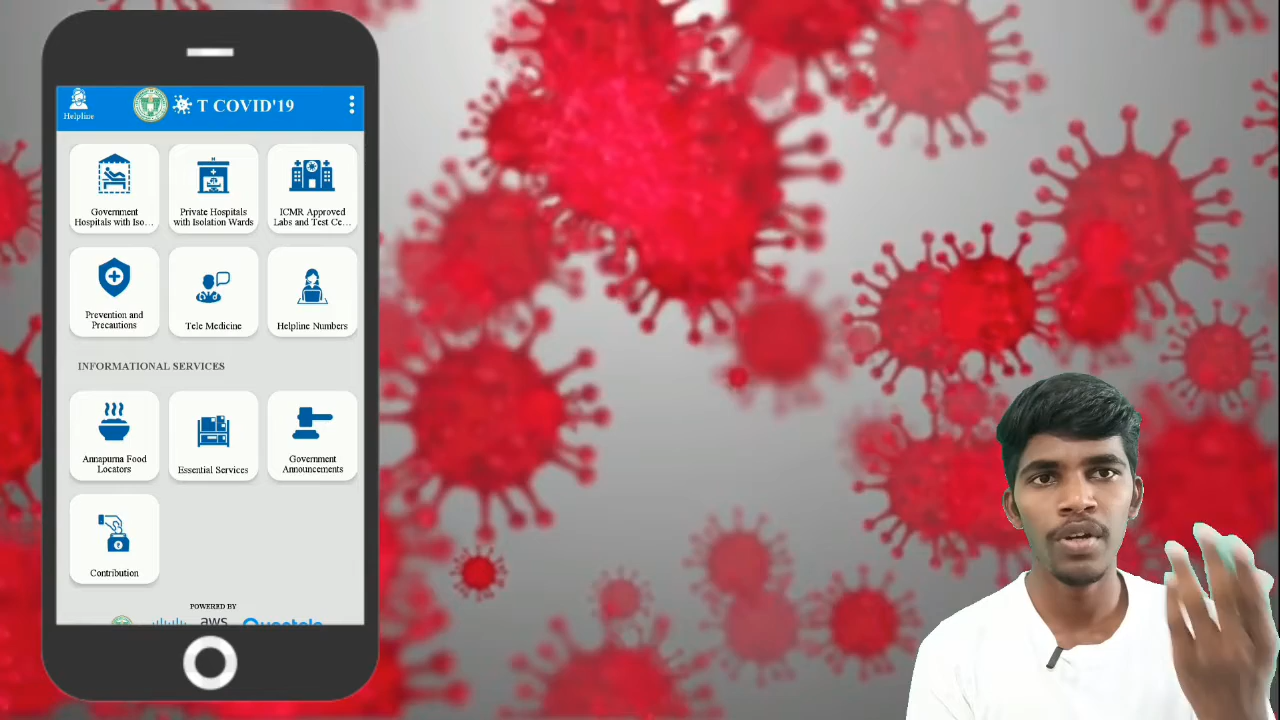 Helpline
T COVID'19
Government
Hospitals with Iso...
Private Hospitals
with Isolation Wards
ICMR Approved
Labs and Test Ce...
Prevention and
Precautions
Tele Medicine
Helpline Numbers
INFORMATIONAL SERVICES
Annapurna Food
Locators
Essential Services
Government
Announcements
Contribution
POWERED BY
aws